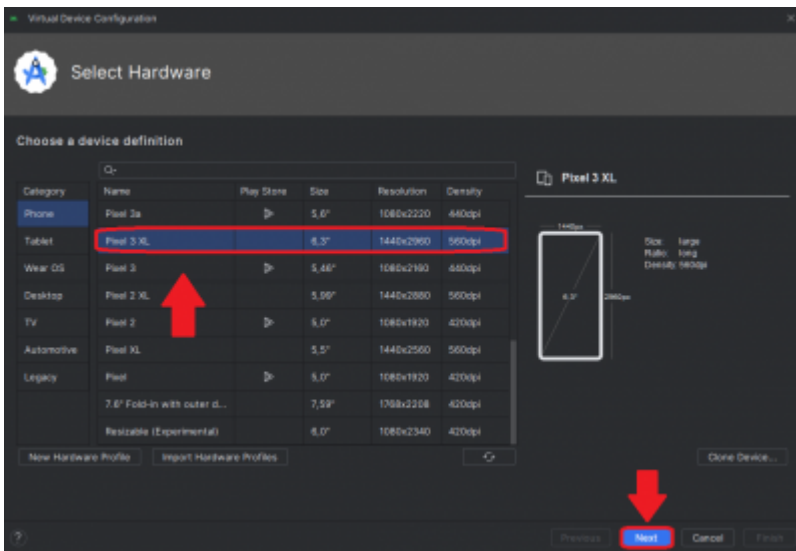 Virtual Device Configuration
Select Hardware
Choose a device definition
Category Name Play Store Size Resolution Density
Phone Pixel 3a 5,6" 1080x2220 440dpi
Tablet Pixel 3 XL 6,3" 1440x2960 560dpi
Wear OS Pixel 3 5,46" 1080x2160 440dpi
Desktop Pixel 2 XL 5,99" 1440x2880 560dpi
TV Pixel 2 5,0" 1080x1920 420dpi
Automotive Pixel XL 5,5" 1440x2560 560dpi
Legacy Pixel 5,0" 1080x1920 420dpi
7.6" Fold-in with outer d... 7,59" 1768x2208 420dpi
Resizable (Experimental) 6,0" 1080x2340 420dpi
New Hardware Profile Import Hardware Profiles
Pixel 3 XL
1440px
6,3"
2960px
Size: large
Ratio: long
Density: 560dpi
Clone Device...
? Previous Next Cancel Finish